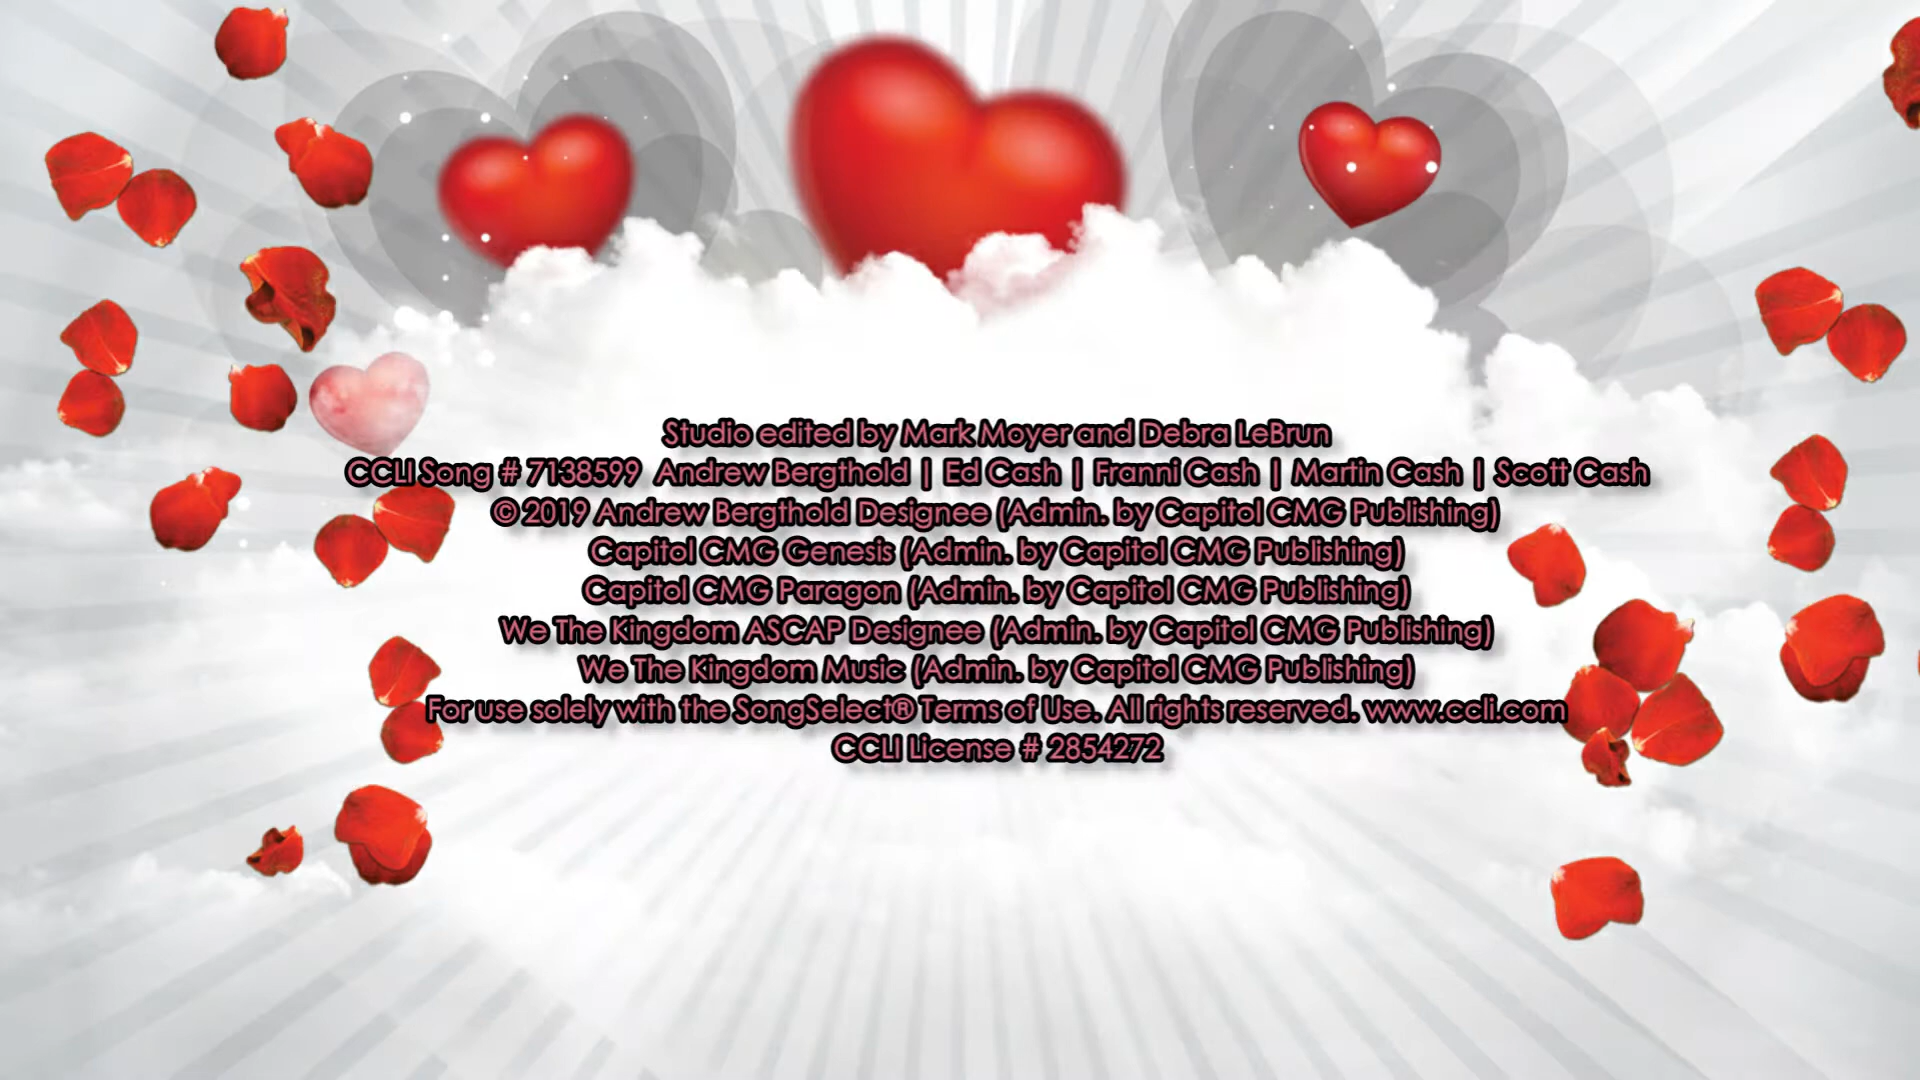 Studio edited by Mark Moyer and Debra LeBrun
CCLI Song # 7138599  Andrew Bergthold | Ed Cash | Franni Cash | Martin Cash | Scott Cash
© 2019 Andrew Bergthold Designee (Admin. by Capitol CMG Publishing)
Capitol CMG Genesis (Admin. by Capitol CMG Publishing)
Capitol CMG Paragon (Admin. by Capitol CMG Publishing)
We The Kingdom ASCAP Designee (Admin. by Capitol CMG Publishing)
We The Kingdom Music (Admin. by Capitol CMG Publishing)
For use solely with the SongSelect® Terms of Use. All rights reserved. www.ccli.com
CCLI License # 2854272